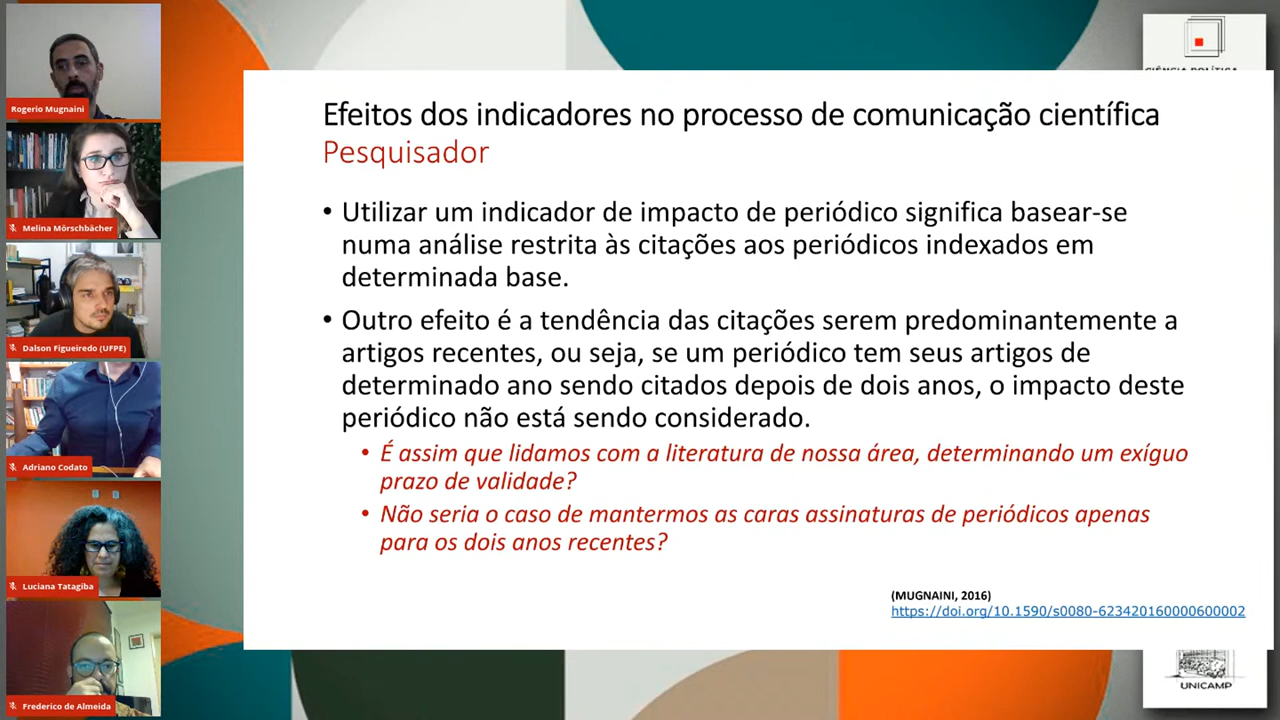 Rogerio Mugnaini
Melina Mörschbächer
Dalson Figueiredo (UFPE)
Adriano Codato
Luciana Tatagiba
Frederico de Almeida
Efeitos dos indicadores no processo de comunicação científica
Pesquisador
• Utilizar um indicador de impacto de periódico significa basear-se
numa análise restrita às citações aos periódicos indexados em
determinada base.
• Outro efeito é a tendência das citações serem predominantemente a
artigos recentes, ou seja, se um periódico tem seus artigos de
determinado ano sendo citados depois de dois anos, o impacto deste
periódico não está sendo considerado.
• É assim que lidamos com a literatura de nossa área, determinando um exíguo
prazo de validade?
• Não seria o caso de mantermos as caras assinaturas de periódicos apenas
para os dois anos recentes?
(MUGNAINI, 2016)
https://doi.org/10.1590/s0080-623420160000600002
CIÊNCIA POLÍTICA
UNICAMP